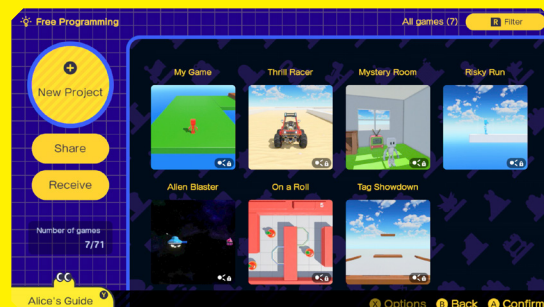 Free Programming
All games (7)
R Filter
New Project
Share
Receive
Number of games
7/71
Alice's Guide Y
My Game
Thrill Racer
Mystery Room
Risky Run
Alien Blaster
On a Roll
Tag Showdown
X Options B Back A Confirm